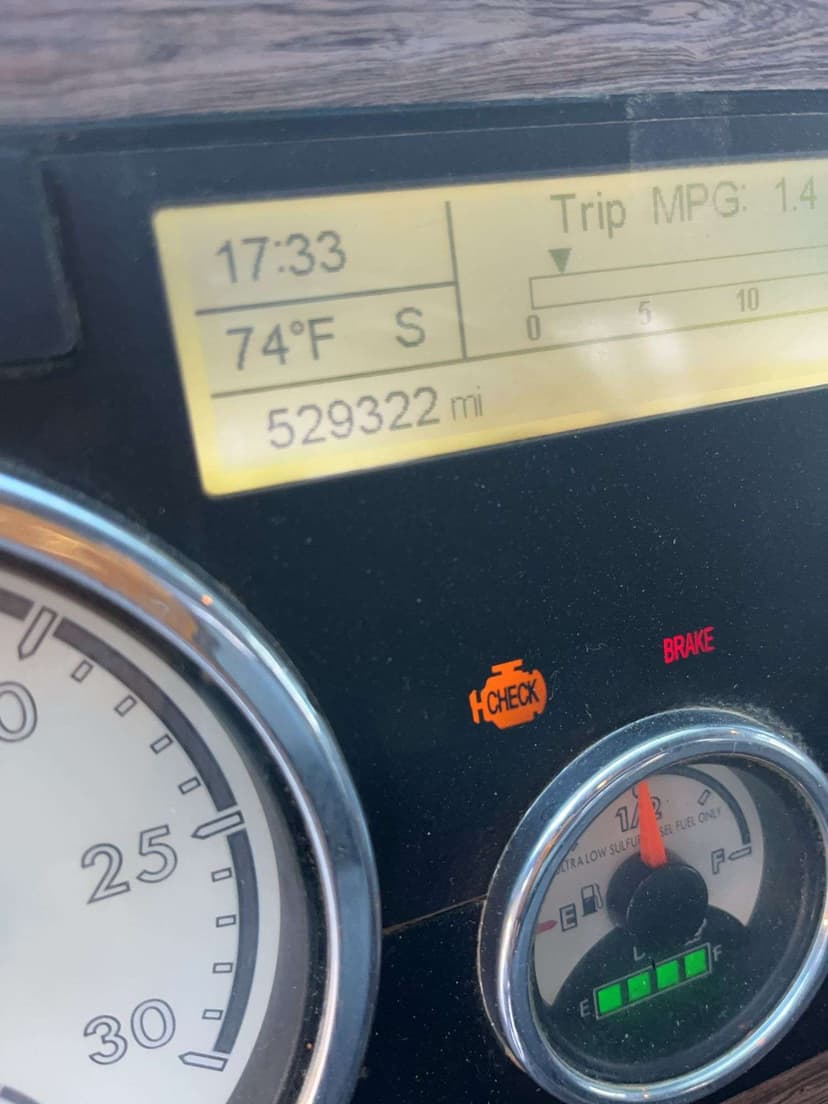 Trip MPG: 1.4
17:33
0 5 10
74°F S
529322 mi
BRAKE
CHECK
0
25
30
1/2
ULTRA LOW SULFUR DIESEL FUEL ONLY
E F
L
E F